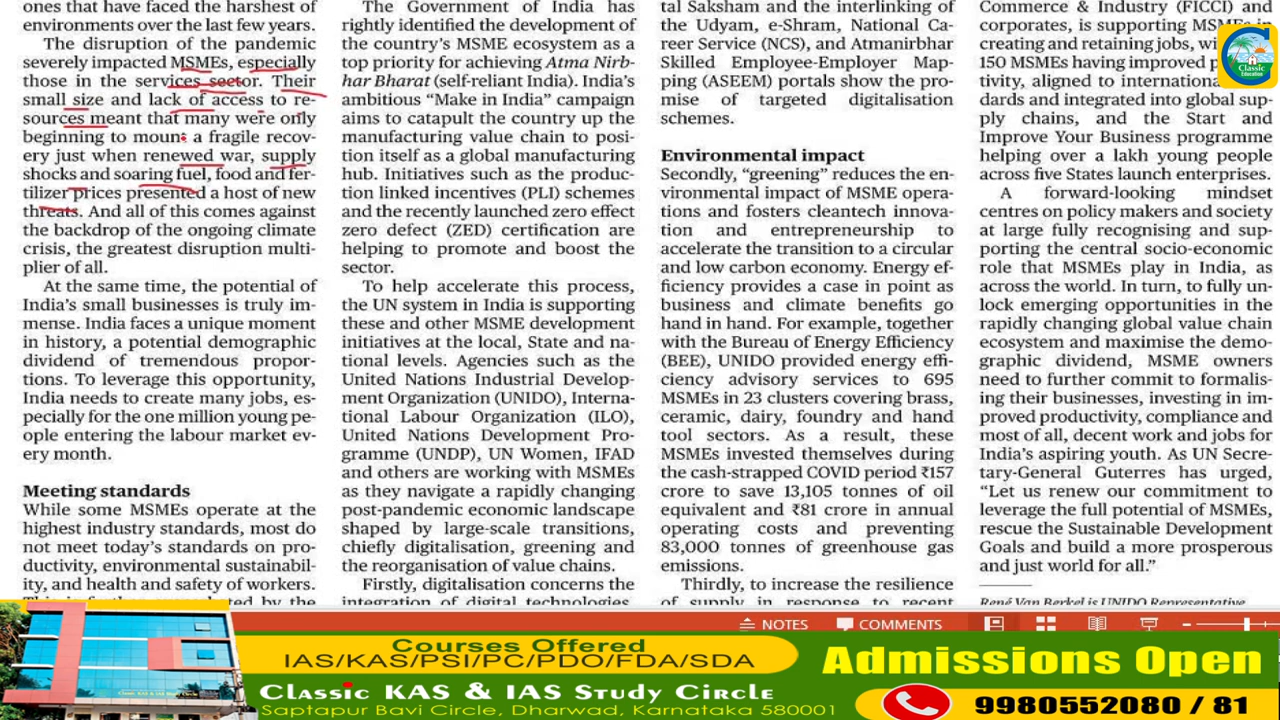 ones that have faced the harshest of
environments over the last few years.
The disruption of the pandemic
severely impacted MSMEs, especially
those in the services sector. Their
small size and lack of access to re-
sources meant that many were only
beginning to mount a fragile recov-
ery just when renewed war, supply
shocks and soaring fuel, food and fer-
tilizer prices presented a host of new
threats. And all of this comes against
the backdrop of the ongoing climate
crisis, the greatest disruption multi-
plier of all.
At the same time, the potential of
India's small businesses is truly im-
mense. India faces a unique moment
in history, a potential demographic
dividend of tremendous propor-
tions. To leverage this opportunity,
India needs to create many jobs, es-
pecially for the one million young pe-
ople entering the labour market ev-
ery month.
Meeting standards
While some MSMEs operate at the
highest industry standards, most do
not meet today's standards on pro-
ductivity, environmental sustainabil-
ity, and health and safety of workers.
The Government of India has
rightly identified the development of
the country's MSME ecosystem as a
top priority for achieving Atma Nirb-
har Bharat (self-reliant India). India's
ambitious "Make in India" campaign
aims to catapult the country up the
manufacturing value chain to posi-
tion itself as a global manufacturing
hub. Initiatives such as the produc-
tion linked incentives (PLI) schemes
and the recently launched zero effect
zero defect (ZED) certification are
helping to promote and boost the
sector.
To help accelerate this process,
the UN system in India is supporting
these and other MSME development
initiatives at the local, State and na-
tional levels. Agencies such as the
United Nations Industrial Develop-
ment Organization (UNIDO), Interna-
tional Labour Organization (ILO),
United Nations Development Pro-
gramme (UNDP), UN Women, IFAD
and others are working with MSMEs
as they navigate a rapidly changing
post-pandemic economic landscape
shaped by large-scale transitions,
chiefly digitalisation, greening and
the reorganisation of value chains.
Firstly, digitalisation concerns the
integration of digital technologies,
tal Saksham and the interlinking of
the Udyam, e-Shram, National Ca-
reer Service (NCS), and Atmanirbhar
Skilled Employee-Employer Map-
ping (ASEEM) portals show the pro-
mise of targeted digitalisation
schemes.
Environmental impact
Secondly, "greening" reduces the en-
vironmental impact of MSME opera-
tions and fosters cleantech innova-
tion and entrepreneurship to
accelerate the transition to a circular
and low carbon economy. Energy ef-
ficiency provides a case in point as
business and climate benefits go
hand in hand. For example, together
with the Bureau of Energy Efficiency
(BEE), UNIDO provided energy effi-
ciency advisory services to 695
MSMEs in 23 clusters covering brass,
ceramic, dairy, foundry and hand
tool sectors. As a result, these
MSMEs invested themselves during
the cash-strapped COVID period ₹157
crore to save 13,105 tonnes of oil
equivalent and ₹81 crore in annual
operating costs and preventing
83,000 tonnes of greenhouse gas
emissions.
Thirdly, to increase the resilience
of supply in response to recent
Commerce & Industry (FICCI) and
corporates, is supporting MSMEs in
creating and retaining jobs,
150 MSMEs having improved
tivity, aligned to
dards and integrated into global sup-
ply chains, and the Start and
Improve Your Business programme
helping over a lakh young people
across five States launch enterprises.
A forward-looking mindset
centres on policy makers and society
at large fully recognising and sup-
porting the central socio-economic
role that MSMEs play in India, as
across the world. In turn, to fully un-
lock emerging opportunities in the
rapidly changing global value chain
ecosystem and maximise the demo-
graphic dividend, MSME owners
need to further commit to formalis-
ing their businesses, investing in im-
proved productivity, compliance and
most of all, decent work and jobs for
India's aspiring youth. As UN Secre-
tary-General Guterres has urged,
"Let us renew our commitment to
leverage the full potential of MSMEs,
rescue the Sustainable Development
Goals and build a more prosperous
and just world for all."
René Van Berkel is UNIDO Representative
Classic
Education
NOTES
COMMENTS
Courses Offered
IAS/KAS/PSI/PC/PDO/FDA/SDA
Classic KAS & IAS Study Circle
Saptapur Bavi Circle, Dharwad, Karnataka 580001
Admissions Open
9980552080 / 81